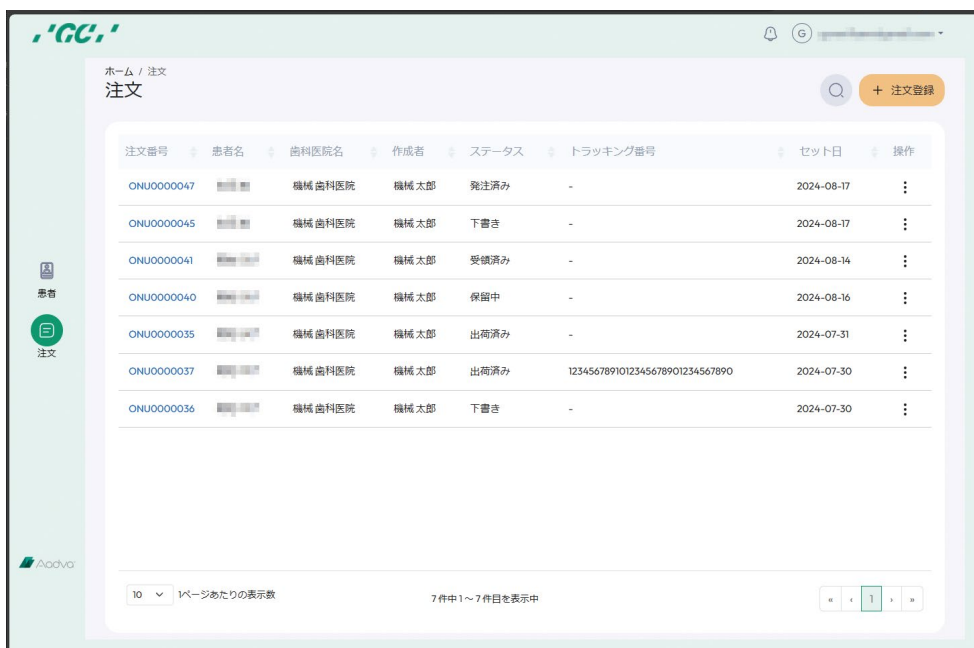 ,'GC,'
G
ホーム / 注文
注文
+ 注文登録
注文番号 患者名 歯科医院名 作成者 ステータス トラッキング番号 セット日 操作
ONU0000047 機械 歯科医院 機械 太郎 発注済み - 2024-08-17
ONU0000045 機械 歯科医院 機械 太郎 下書き - 2024-08-17
ONU0000041 機械 歯科医院 機械 太郎 受領済み - 2024-08-14
ONU0000040 機械 歯科医院 機械 太郎 保留中 - 2024-08-16
ONU0000035 機械 歯科医院 機械 太郎 出荷済み - 2024-07-31
ONU0000037 機械 歯科医院 機械 太郎 出荷済み 1234567891012345678901234567890 2024-07-30
ONU0000036 機械 歯科医院 機械 太郎 下書き - 2024-07-30
患者
注文
Aadva
10 1ページあたりの表示数 7 件中 1 ~ 7 件目を表示中 « ‹ 1 › »